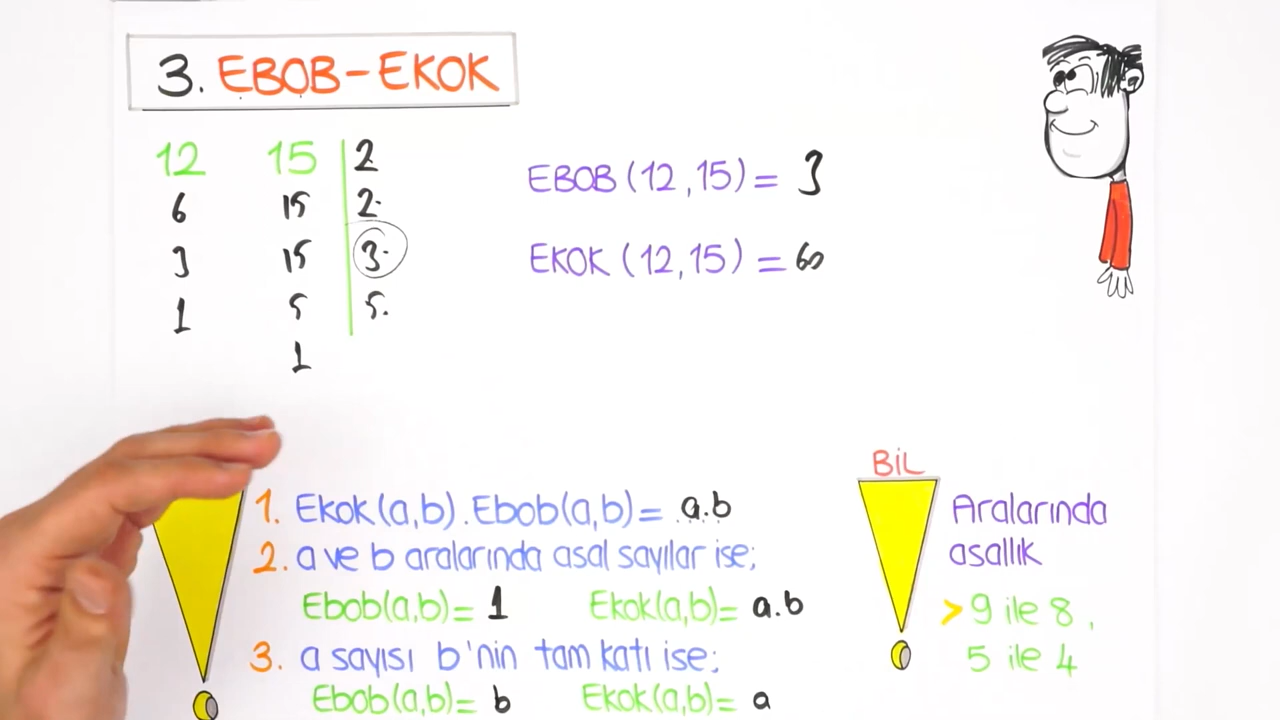 3. EBOB-EKOK
12 15 2
6 15 2.
3 15 3.
1 5 5.
1
EBOB (12,15) = 3
EKOK (12,15) = 60
1. Ekok(a,b).Ebob(a,b)= a.b
2. a ve b aralarında asal sayılar ise;
Ebob(a,b)= 1 Ekok(a,b)= a.b
3. a sayısı b'nin tam katı ise;
Ebob(a,b)= b Ekok(a,b)= a
BİL
Aralarında
asallık
>9 ile 8,
5 ile 4